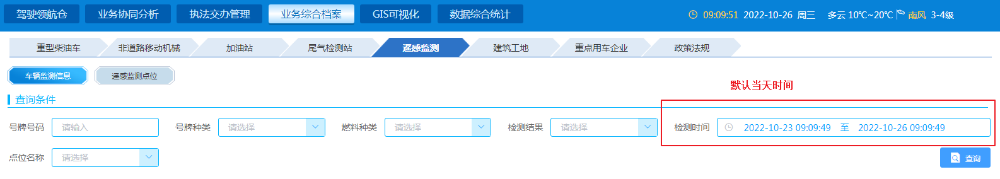 驾驶领航仓 业务协同分析 执法交办管理 业务综合档案 GIS可视化 数据综合统计 09:09:51 2022-10-26 周三 多云 10℃~20℃ 南风 3-4级
重型柴油车 非道路移动机械 加油站 尾气检测站 遥感监测 建筑工地 重点用车企业 政策法规
车辆监测信息 遥感监测点位
默认当天时间
查询条件
号牌号码 请输入 号牌种类 请选择 燃料种类 请选择 检测结果 请选择 检测时间 2022-10-23 09:09:49 至 2022-10-26 09:09:49
点位名称 请选择 查询